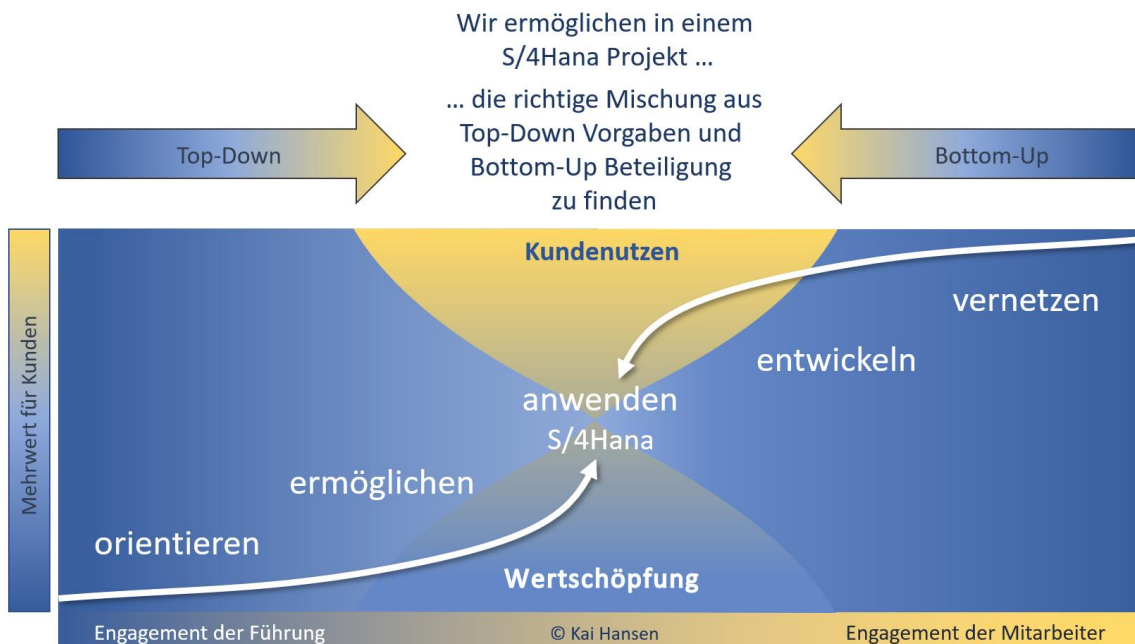 Wir ermöglichen in einem
S/4Hana Projekt ...
... die richtige Mischung aus
Top-Down Vorgaben und
Bottom-Up Beteiligung
zu finden
Top-Down
Bottom-Up
Kundenutzen
vernetzen
entwickeln
anwenden
S/4Hana
ermöglichen
orientieren
Wertschöpfung
Mehrwert für Kunden
Engagement der Führung
© Kai Hansen
Engagement der Mitarbeiter